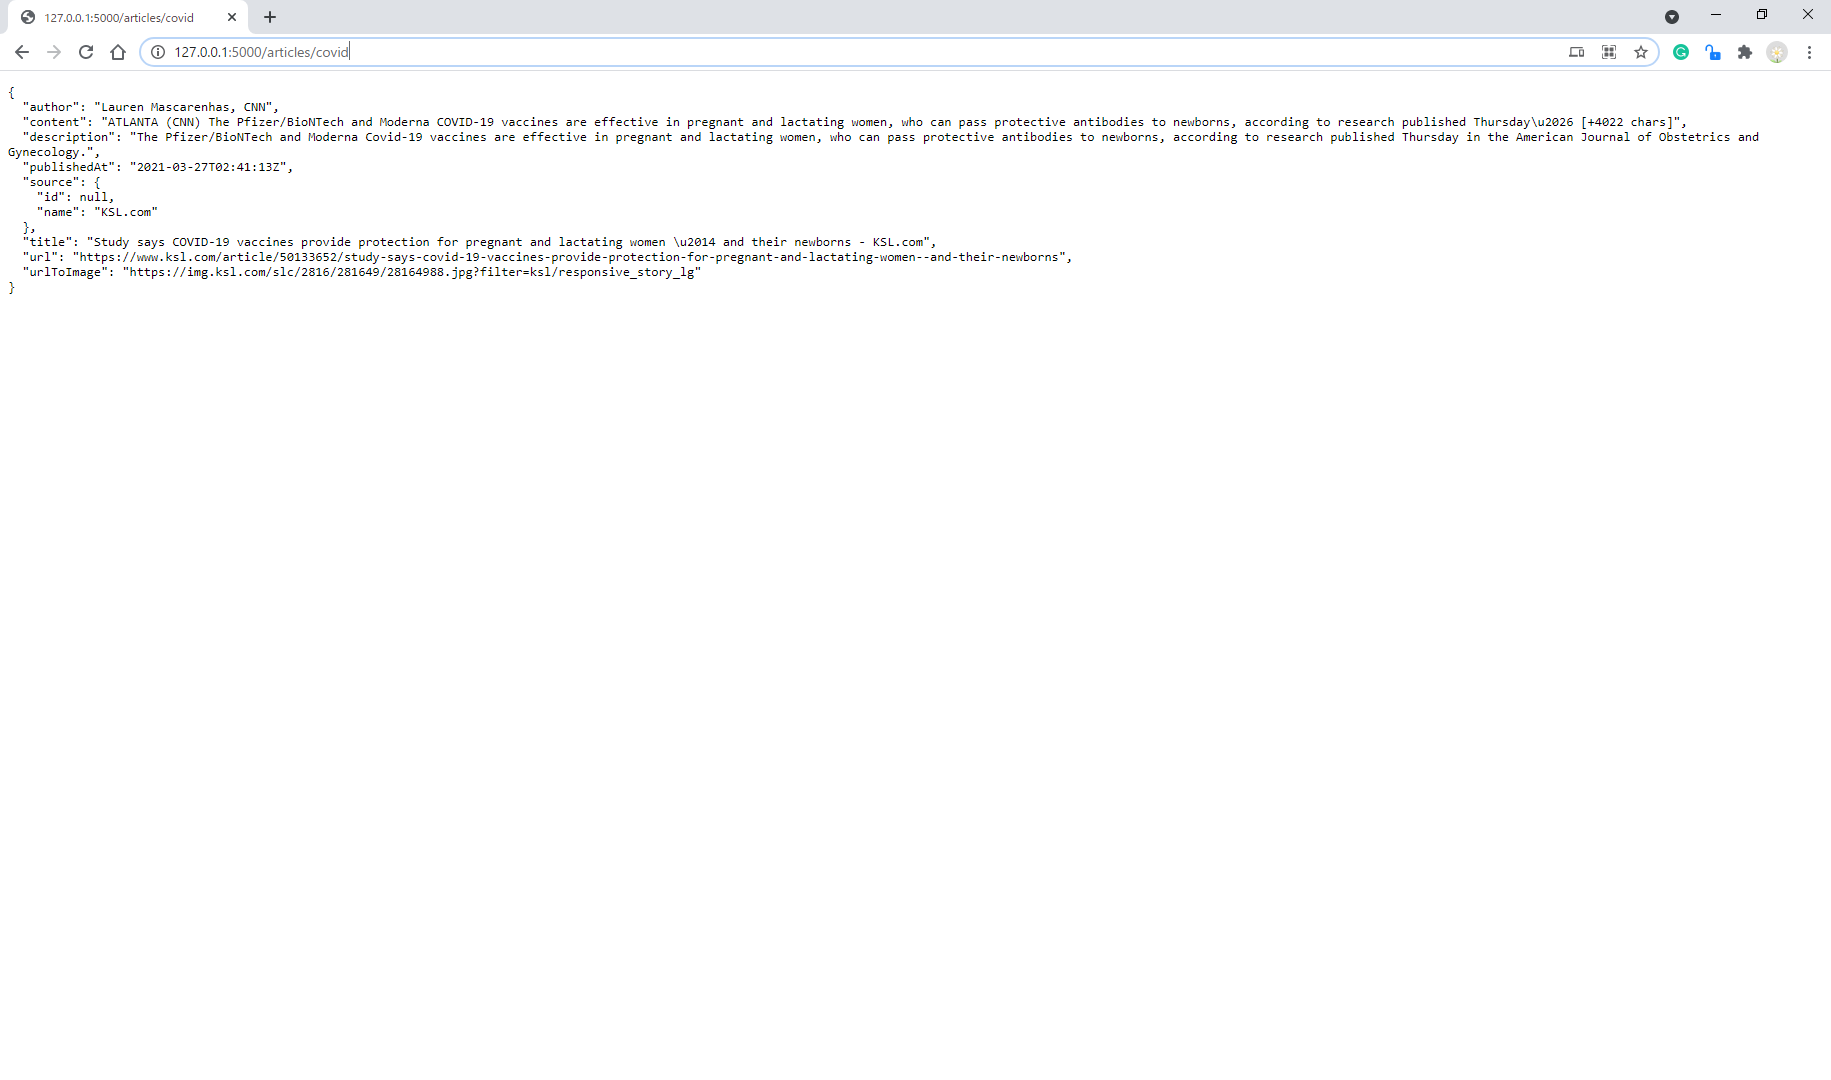 127.0.0.1:5000/articles/covid
127.0.0.1:5000/articles/covid
{
  "author": "Lauren Mascarenhas, CNN",
  "content": "ATLANTA (CNN) The Pfizer/BioNTech and Moderna COVID-19 vaccines are effective in pregnant and lactating women, who can pass protective antibodies to newborns, according to research published Thursday\u2026 [+4022 chars]",
  "description": "The Pfizer/BioNTech and Moderna Covid-19 vaccines are effective in pregnant and lactating women, who can pass protective antibodies to newborns, according to research published Thursday in the American Journal of Obstetrics and
Gynecology.",
  "publishedAt": "2021-03-27T02:41:13Z",
  "source": {
    "id": null,
    "name": "KSL.com"
  },
  "title": "Study says COVID-19 vaccines provide protection for pregnant and lactating women \u2014 and their newborns - KSL.com",
  "url": "https://www.ksl.com/article/50133652/study-says-covid-19-vaccines-provide-protection-for-pregnant-and-lactating-women--and-their-newborns",
  "urlToImage": "https://img.ksl.com/slc/2816/281649/28164988.jpg?filter=ksl/responsive_story_lg"
}